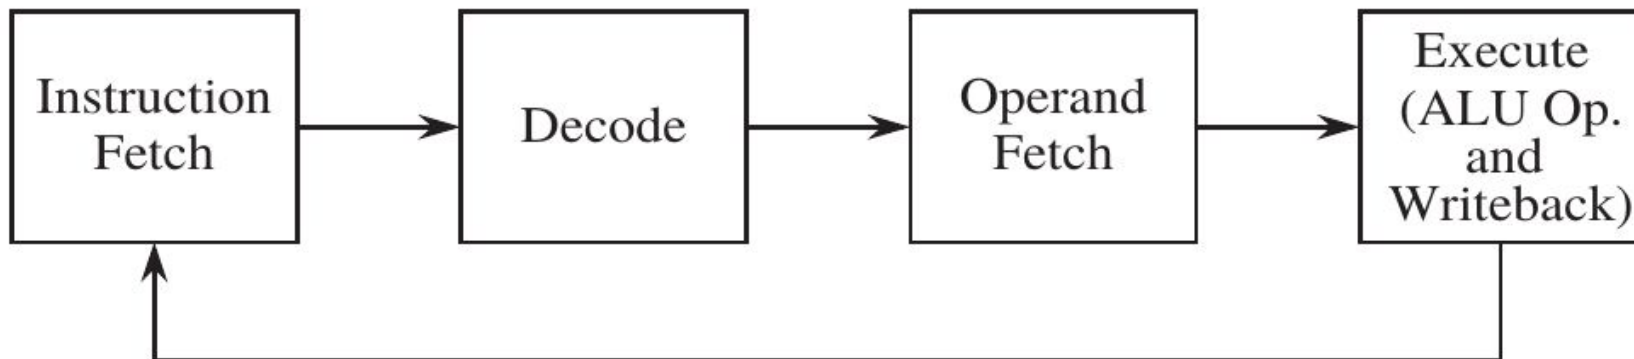 Instruction
Fetch
Decode
Operand
Fetch
Execute
(ALU Op.
and
Writeback)